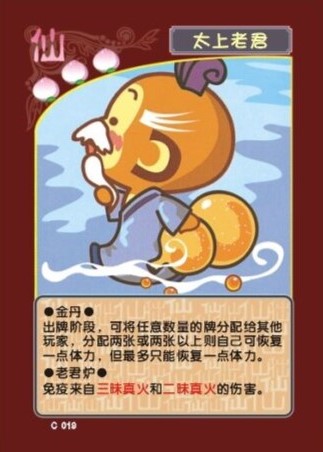 仙
太上老君
●金丹●
出牌阶段，可将任意数量的牌分配给其他
玩家，分配两张或两张以上则自己可恢复
一点体力，但最多只能恢复一点体力。
●老君炉●
免疫来自三昧真火和二昧真火的伤害。
C 019